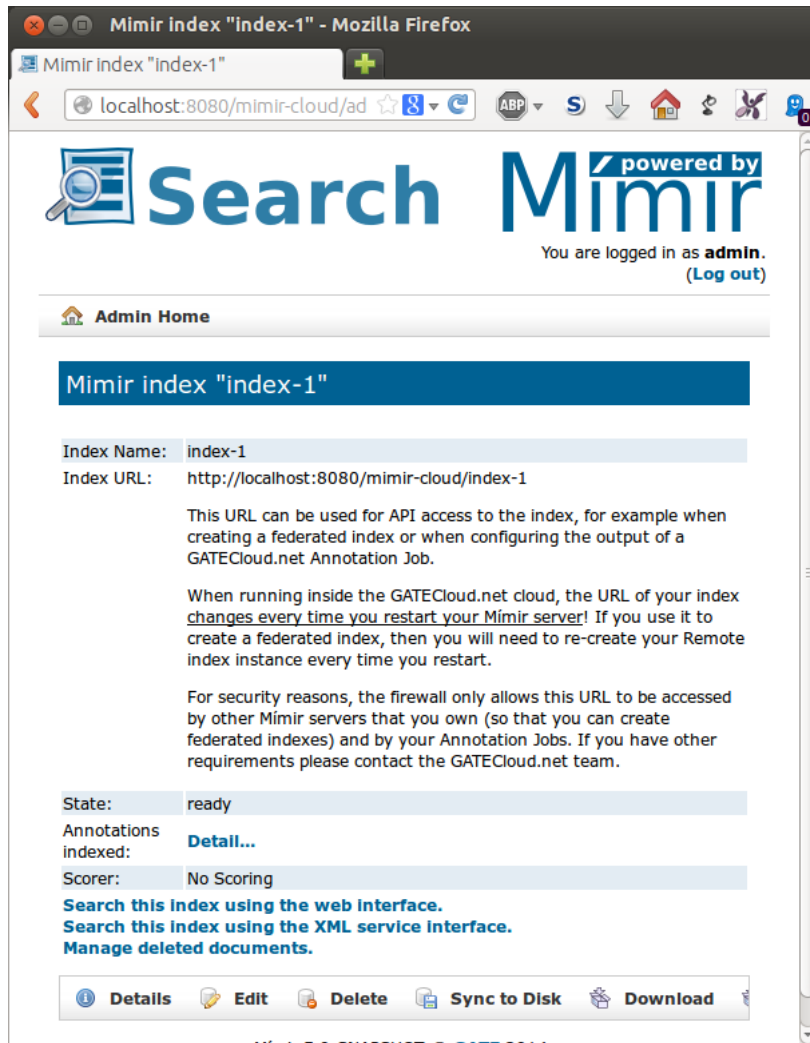 Mimir index "index-1" - Mozilla Firefox
Mimir index "index-1"
localhost:8080/mimir-cloud/ad
ABP
S
0
Search
powered by
Mímir
You are logged in as admin.
(Log out)
Admin Home
Mimir index "index-1"
Index Name: index-1
Index URL: http://localhost:8080/mimir-cloud/index-1
This URL can be used for API access to the index, for example when
creating a federated index or when configuring the output of a
GATECloud.net Annotation Job.
When running inside the GATECloud.net cloud, the URL of your index
changes every time you restart your Mímir server! If you use it to
create a federated index, then you will need to re-create your Remote
index instance every time you restart.
For security reasons, the firewall only allows this URL to be accessed
by other Mímir servers that you own (so that you can create
federated indexes) and by your Annotation Jobs. If you have other
requirements please contact the GATECloud.net team.
State: ready
Annotations
indexed: Detail...
Scorer: No Scoring
Search this index using the web interface.
Search this index using the XML service interface.
Manage deleted documents.
Details Edit Delete Sync to Disk Download